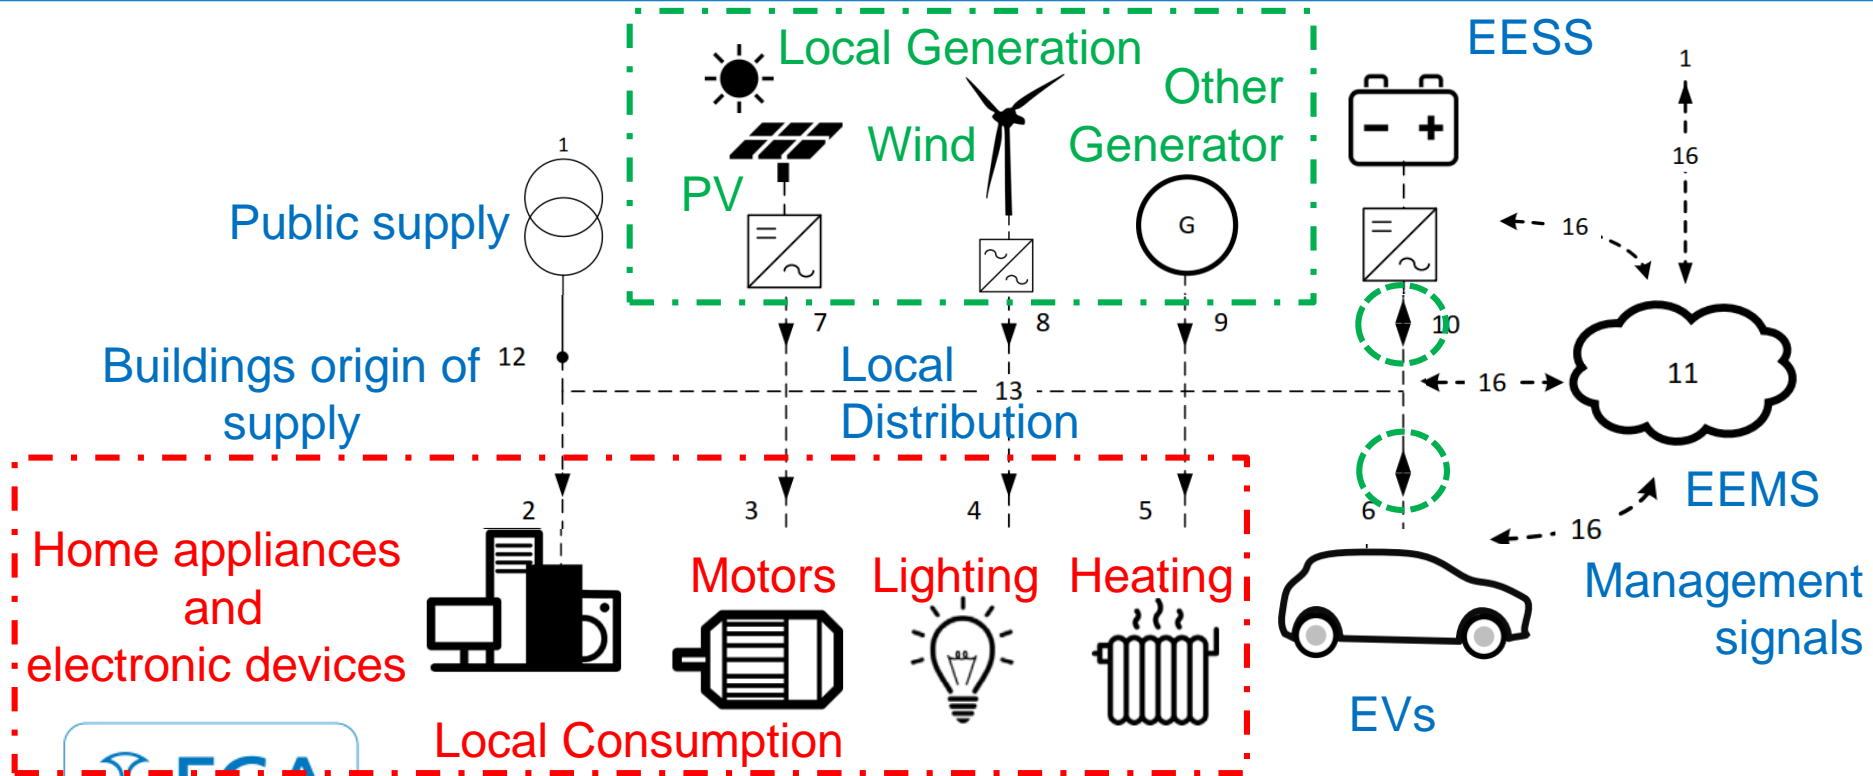 Local Generation
EESS
1
Other
Generator
Wind
PV
1
Public supply
G
16
16
7
8
9
10
Buildings origin of
supply
12
Local
Distribution
13
16
11
EEMS
2
3
4
5
6
16
Home appliances
and
electronic devices
Motors
Lighting
Heating
Management
signals
EVs
Local Consumption